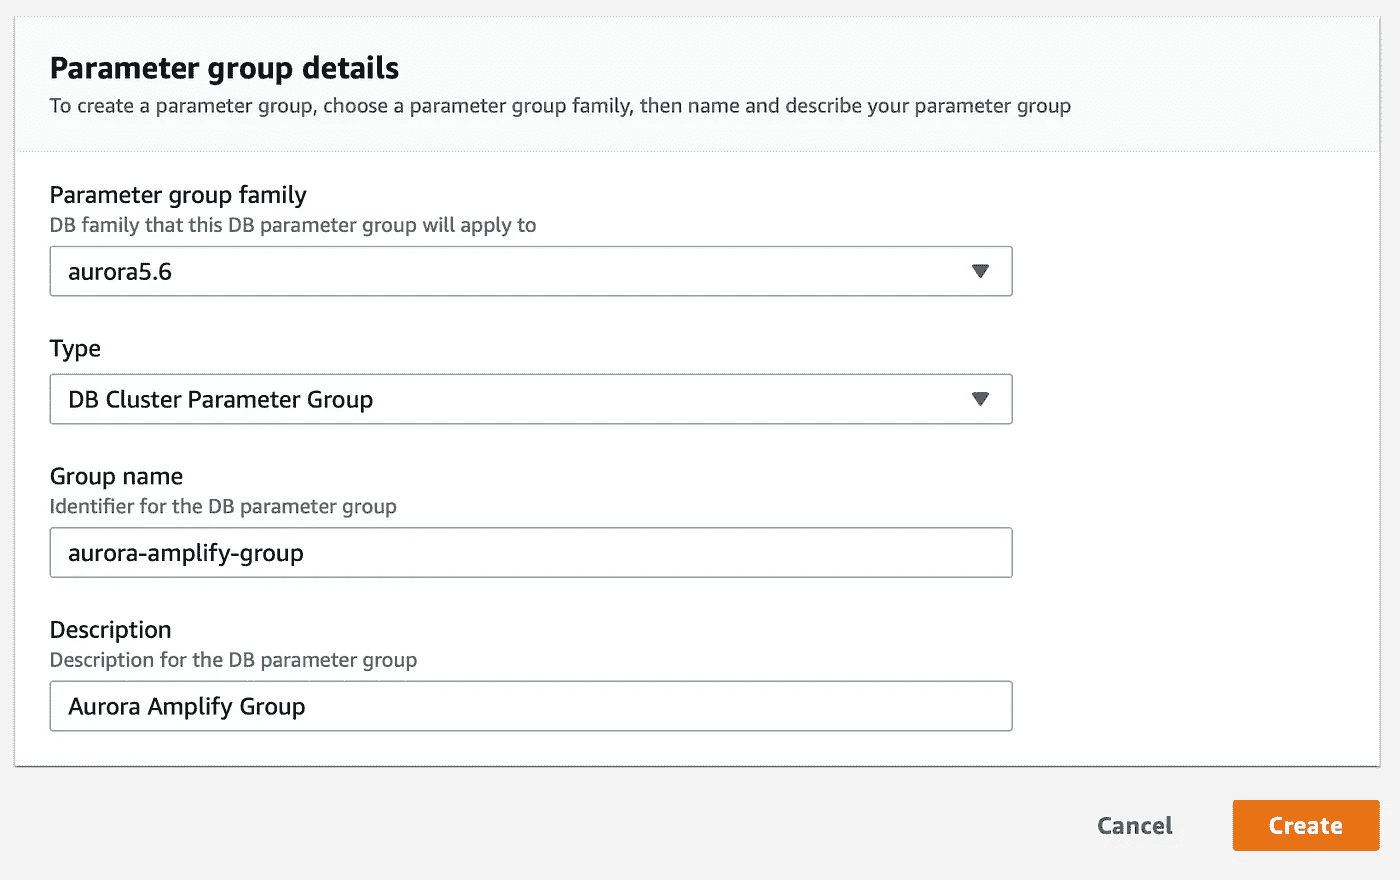 Parameter group details
To create a parameter group, choose a parameter group family, then name and describe your parameter group
Parameter group family
DB family that this DB parameter group will apply to
aurora5.6
Type
DB Cluster Parameter Group
Group name
Identifier for the DB parameter group
aurora-amplify-group
Description
Description for the DB parameter group
Aurora Amplify Group
Cancel
Create